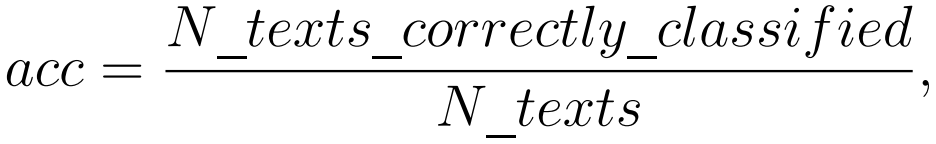 N_texts_correctly_classified
acc = ,
N_texts